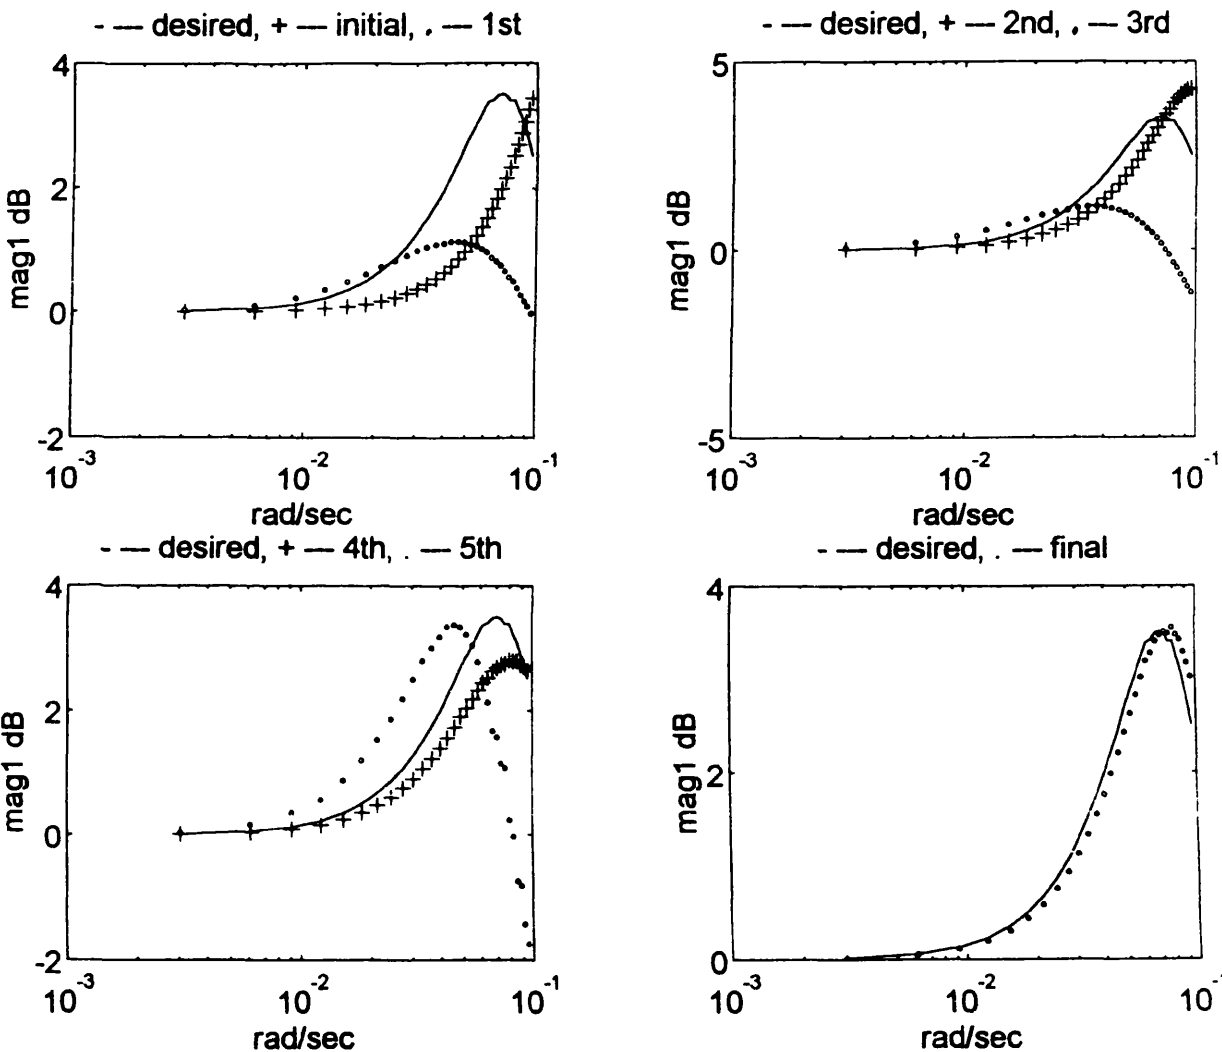 - — desired, + — initial, . — 1st
4
2
0
-2
mag1 dB
10^-3 10^-2 10^-1
rad/sec
- — desired, + — 2nd, . — 3rd
5
0
-5
mag1 dB
10^-3 10^-2 10^-1
rad/sec
- — desired, + — 4th, . — 5th
4
2
0
-2
mag1 dB
10^-3 10^-2 10^-1
rad/sec
- — desired, . — final
4
2
0
mag1 dB
10^-3 10^-2 10^-1
rad/sec